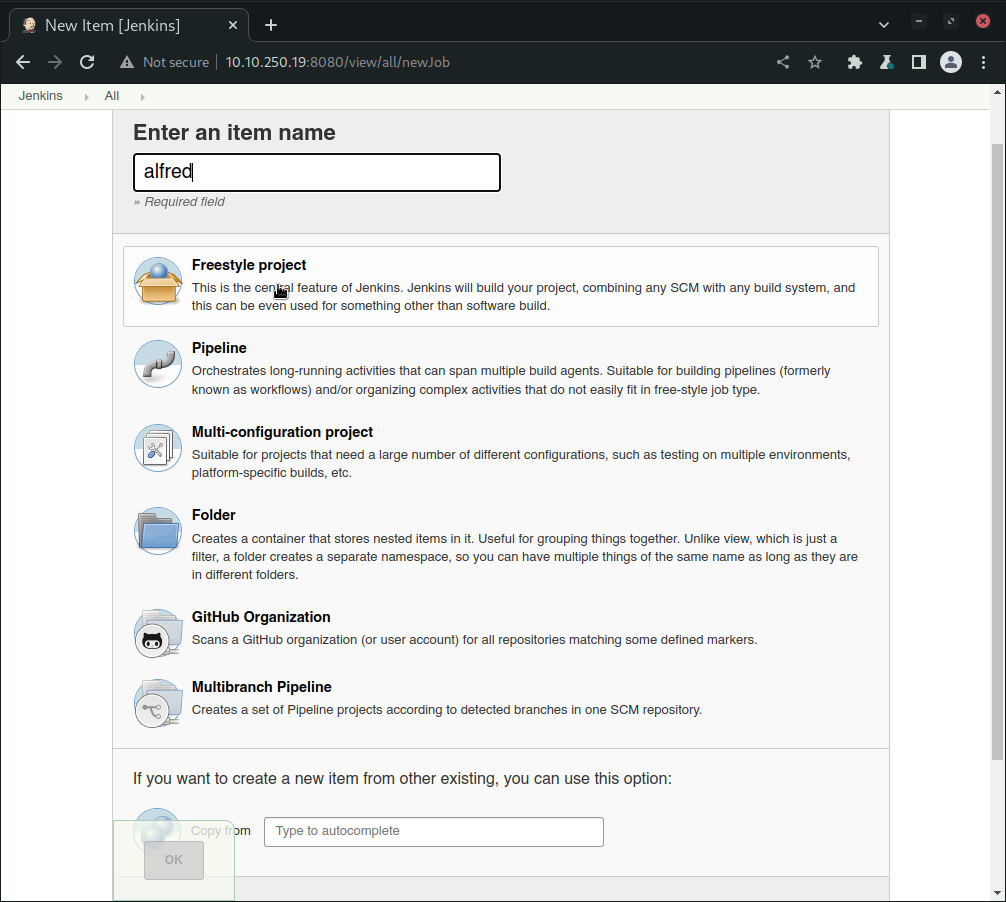 New Item [Jenkins]
Not secure
10.10.250.19:8080/view/all/newJob
Jenkins
All
Enter an item name
alfred
» Required field
Freestyle project
This is the central feature of Jenkins. Jenkins will build your project, combining any SCM with any build system, and
this can be even used for something other than software build.
Pipeline
Orchestrates long-running activities that can span multiple build agents. Suitable for building pipelines (formerly
known as workflows) and/or organizing complex activities that do not easily fit in free-style job type.
Multi-configuration project
Suitable for projects that need a large number of different configurations, such as testing on multiple environments,
platform-specific builds, etc.
Folder
Creates a container that stores nested items in it. Useful for grouping things together. Unlike view, which is just a
filter, a folder creates a separate namespace, so you can have multiple things of the same name as long as they are
in different folders.
GitHub Organization
Scans a GitHub organization (or user account) for all repositories matching some defined markers.
Multibranch Pipeline
Creates a set of Pipeline projects according to detected branches in one SCM repository.
If you want to create a new item from other existing, you can use this option:
Copy from
Type to autocomplete
OK